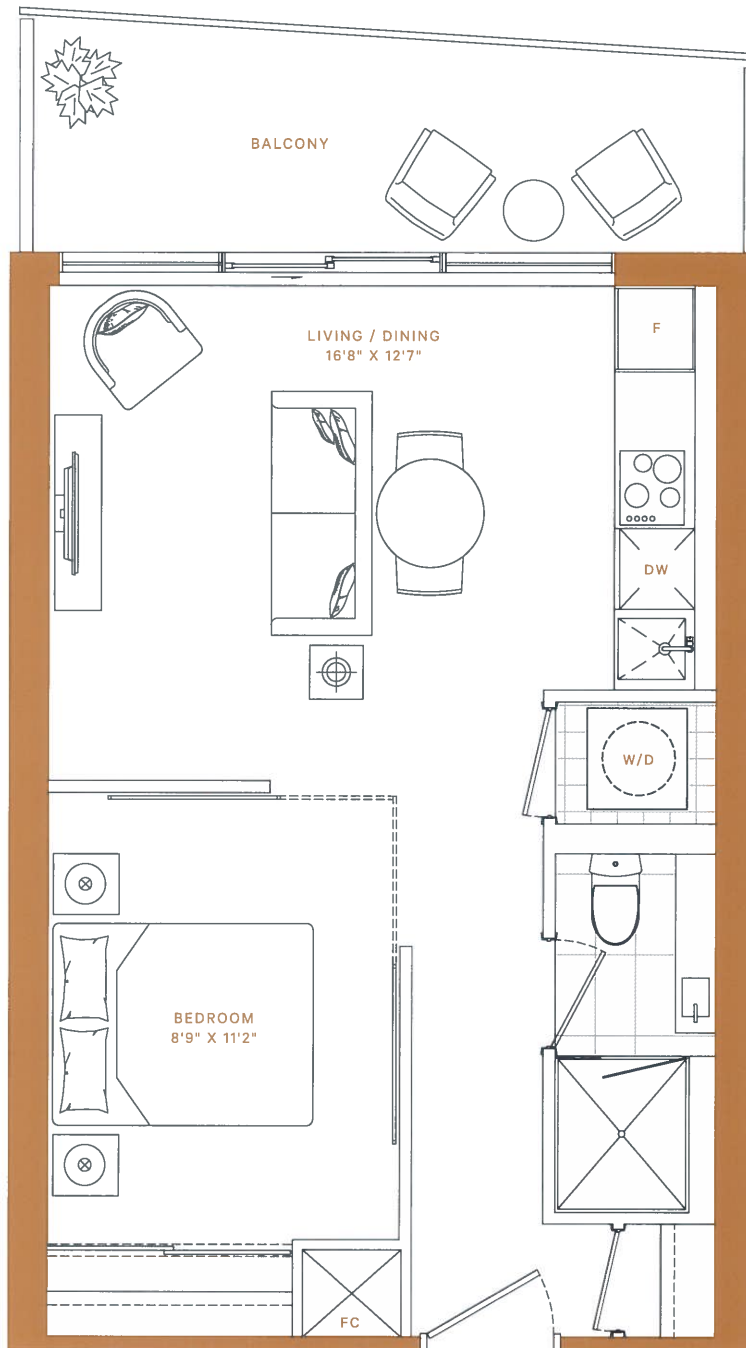 BALCONY
LIVING / DINING
16'8" X 12'7"
F
DW
W/D
BEDROOM
8'9" X 11'2"
FC